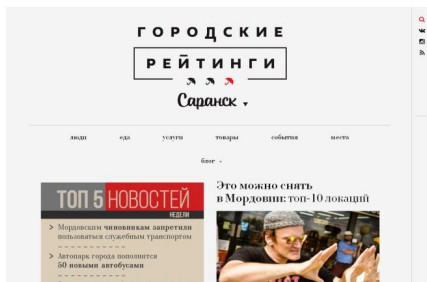 ГОРОДСКИЕ
РЕЙТИНГИ
Саранск
люди еда услуги товары события места
блог
ТОП 5 НОВОСТЕЙ
НЕДЕЛИ
> Мордовским чиновникам запретили
пользоваться служебным транспортом
> Автопарк города пополнится
50 новыми автобусами
Это можно снять
в Мордовии: топ-10 локаций